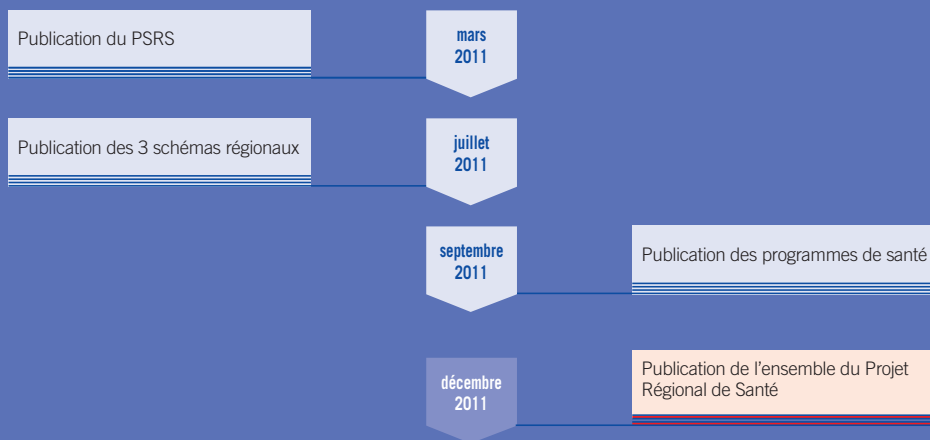 Publication du PSRS
mars
2011
Publication des 3 schémas régionaux
juillet
2011
septembre
2011
Publication des programmes de santé
décembre
2011
Publication de l’ensemble du Projet
Régional de Santé